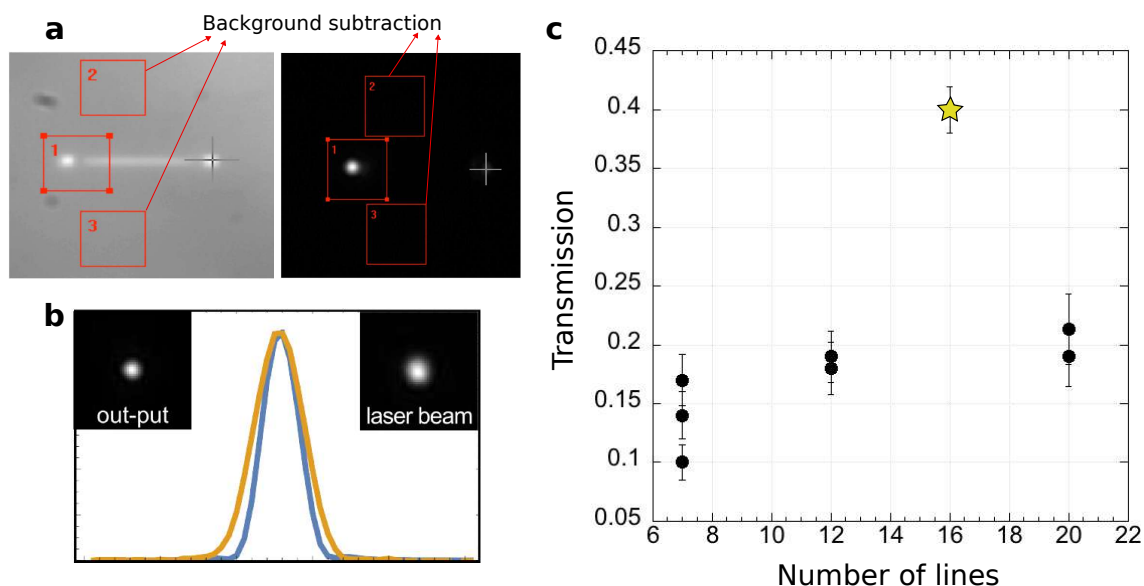 a
Background subtraction
2
1
3
2
1
3
b
out-put
laser beam
c
0.45
0.4
0.35
0.3
0.25
0.2
0.15
0.1
0.05
Transmission
6 8 10 12 14 16 18 20 22
Number of lines